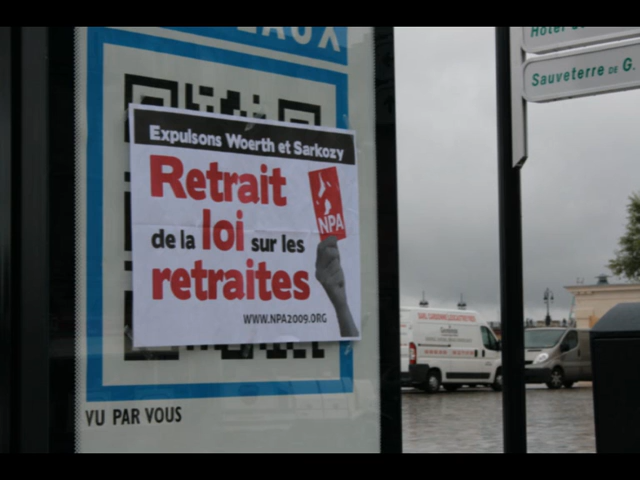 EAUX
Expulsons Woerth et Sarkozy
Retrait
de la loi sur les
retraites
NPA
WWW.NPA2009.ORG
VU PAR VOUS
Hôtel
Sauveterre DE G.